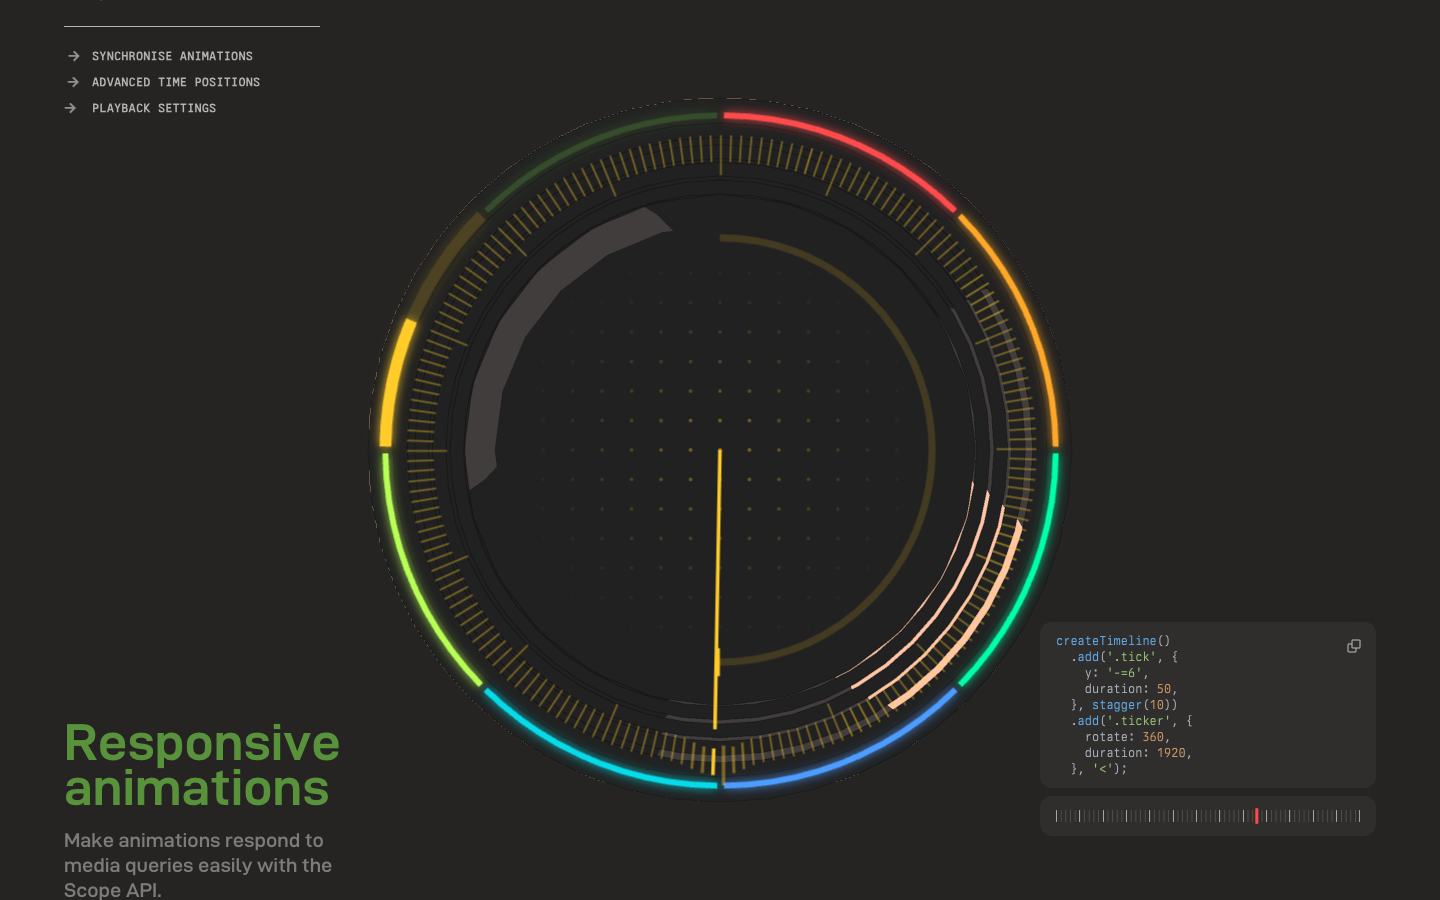 SYNCHRONISE ANIMATIONS
ADVANCED TIME POSITIONS
PLAYBACK SETTINGS
Responsive
animations
Make animations respond to
media queries easily with the
Scope API.
createTimeline()
.add('.tick', {
y: '-=6',
duration: 50,
}, stagger(10))
.add('.ticker', {
rotate: 360,
duration: 1920,
}, '<');